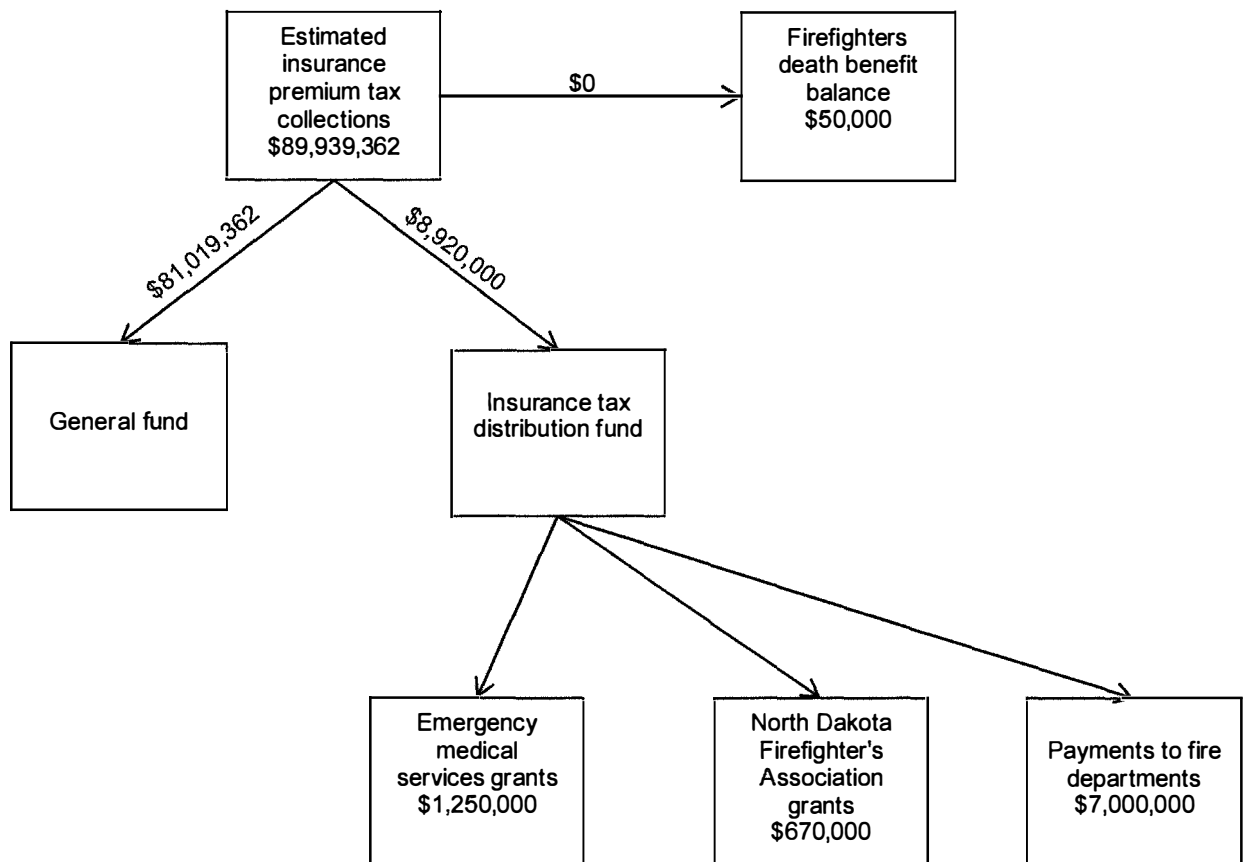 Estimated
insurance
premium tax
collections
$89,939,362
$0
Firefighters
death benefit
balance
$50,000
$81,019,362
$8,920,000
General fund
Insurance tax
distribution fund
Emergency
medical
services grants
$1,250,000
North Dakota
Firefighter's
Association
grants
$670,000
Payments to fire
departments
$7,000,000